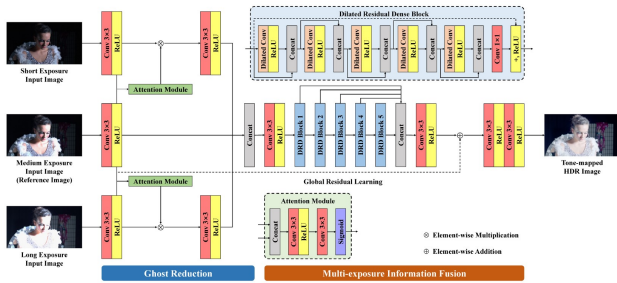 Dilated Residual Dense Block
Conv 3×3
ReLU
Conv 3×3
ReLU
Dilated Conv
ReLU
Concat
Dilated Conv
ReLU
Concat
Dilated Conv
ReLU
Concat
Dilated Conv
ReLU
Concat
Dilated Conv
ReLU
Concat
Conv 1×1
+, ReLU
Short Exposure
Input Image
Attention Module
Conv 3×3
ReLU
Concat
Conv 3×3
ReLU
DRD Block 1
DRD Block 2
DRD Block 3
DRD Block 4
DRD Block 5
Concat
Conv 3×3
ReLU
Conv 3×3
ReLU
Conv 3×3
ReLU
Medium Exposure
Input Image
(Reference Image)
Tone-mapped
HDR Image
Attention Module
Global Residual Learning
Conv 3×3
ReLU
Conv 3×3
ReLU
Attention Module
Concat
Conv 3×3
ReLU
Conv 3×3
Sigmoid
Element-wise Multiplication
Element-wise Addition
Long Exposure
Input Image
Ghost Reduction
Multi-exposure Information Fusion